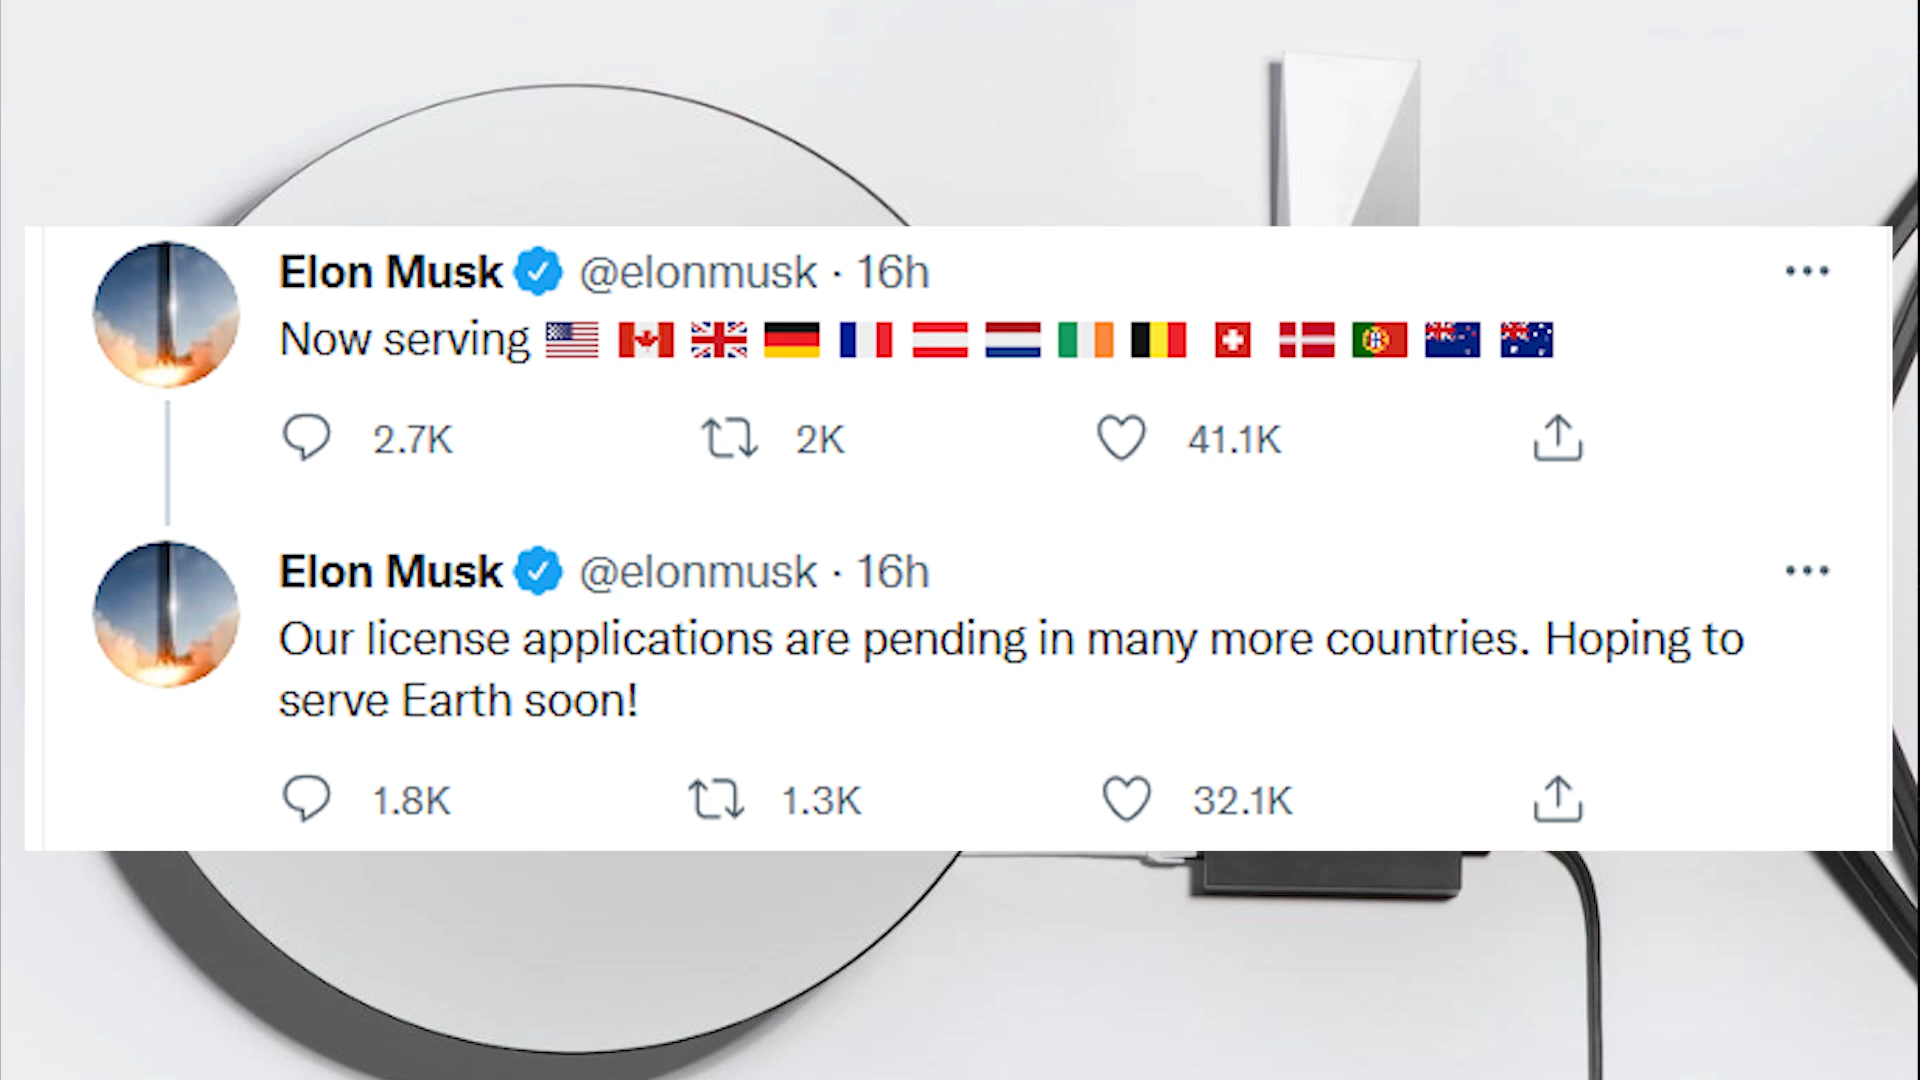 Elon Musk @elonmusk · 16h
Now serving 🇺🇸 🇨🇦 🇬🇧 🇩🇪 🇫🇷 🇦🇹 🇳🇱 🇮🇪 🇧🇪 🇨🇭 🇩🇰 🇵🇹 🇳🇿 🇦🇺
2.7K 2K 41.1K
Elon Musk @elonmusk · 16h
Our license applications are pending in many more countries. Hoping to
serve Earth soon!
1.8K 1.3K 32.1K